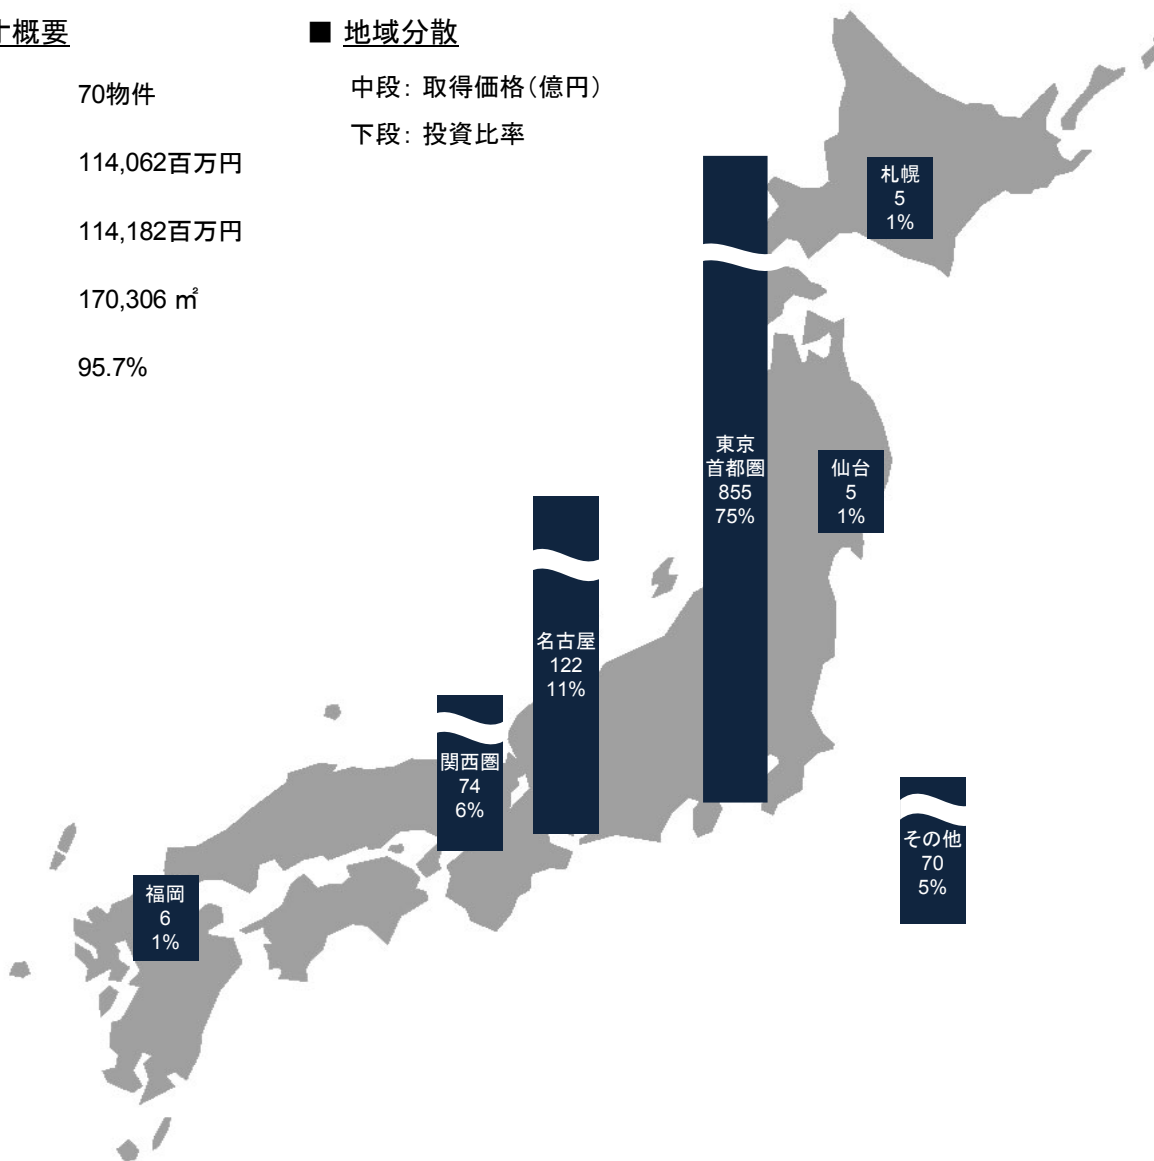 オ概要
70物件
114,062百万円
114,182百万円
170,306 ㎡
95.7%
■ 地域分散
中段： 取得価格（億円）
下段： 投資比率
札幌
5
1%
東京
首都圏
855
75%
仙台
5
1%
名古屋
122
11%
関西圏
74
6%
その他
70
5%
福岡
6
1%